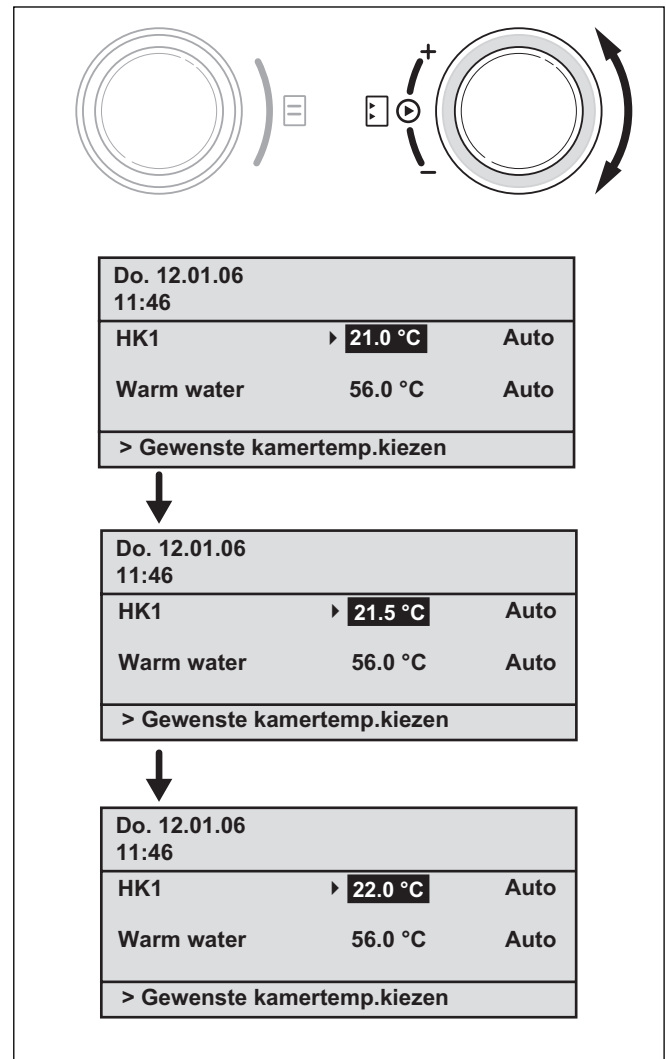 +
–
Do. 12.01.06
11:46
HK1 21.0 °C Auto
Warm water 56.0 °C Auto
> Gewenste kamertemp.kiezen
Do. 12.01.06
11:46
HK1 21.5 °C Auto
Warm water 56.0 °C Auto
> Gewenste kamertemp.kiezen
Do. 12.01.06
11:46
HK1 22.0 °C Auto
Warm water 56.0 °C Auto
> Gewenste kamertemp.kiezen